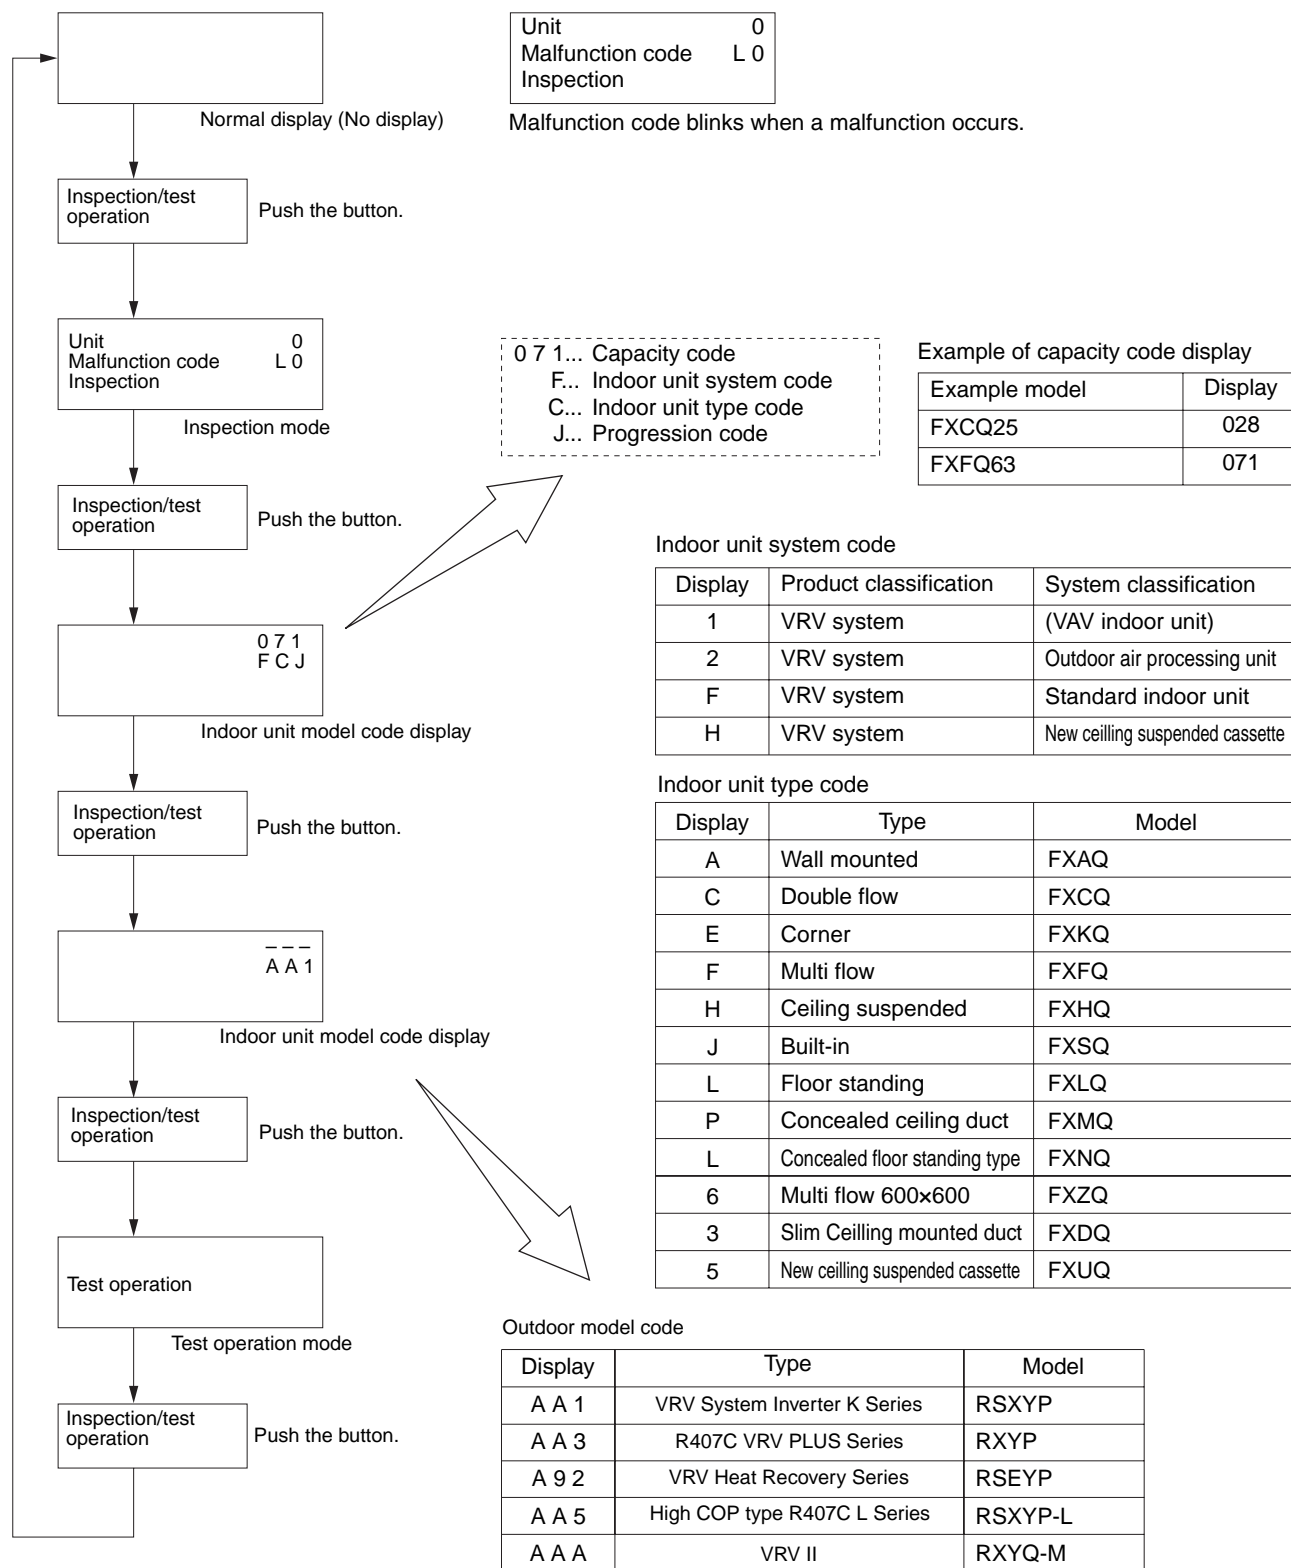 Normal display (No display)
Unit 0
Malfunction code L 0
Inspection
Malfunction code blinks when a malfunction occurs.
Inspection/test
operation
Push the button.
Unit 0
Malfunction code L 0
Inspection
Inspection mode
Inspection/test
operation
Push the button.
0 7 1
F C J
Indoor unit model code display
Inspection/test
operation
Push the button.
_ _ _
A A 1
Indoor unit model code display
Inspection/test
operation
Push the button.
Test operation
Test operation mode
Inspection/test
operation
Push the button.
0 7 1... Capacity code
F... Indoor unit system code
C... Indoor unit type code
J... Progression code
Example of capacity code display
Example model Display
FXCQ25 028
FXFQ63 071
Indoor unit system code
Display Product classification System classification
1 VRV system (VAV indoor unit)
2 VRV system Outdoor air processing unit
F VRV system Standard indoor unit
H VRV system New ceilling suspended cassette
Indoor unit type code
Display Type Model
A Wall mounted FXAQ
C Double flow FXCQ
E Corner FXKQ
F Multi flow FXFQ
H Ceiling suspended FXHQ
J Built-in FXSQ
L Floor standing FXLQ
P Concealed ceiling duct FXMQ
L Concealed floor standing type FXNQ
6 Multi flow 600×600 FXZQ
3 Slim Ceilling mounted duct FXDQ
5 New ceilling suspended cassette FXUQ
Outdoor model code
Display Type Model
A A 1 VRV System Inverter K Series RSXYP
A A 3 R407C VRV PLUS Series RXYP
A 9 2 VRV Heat Recovery Series RSEYP
A A 5 High COP type R407C L Series RSXYP-L
A A A VRV II RXYQ-M